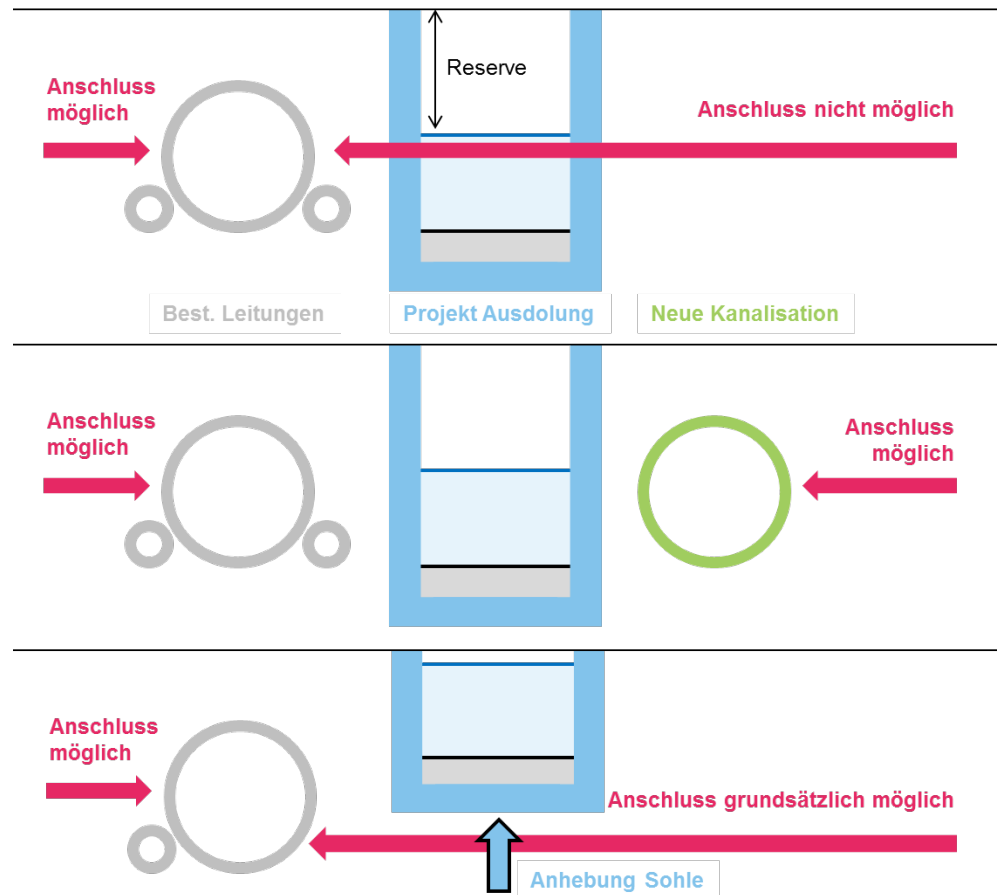 Reserve
Anschluss
möglich
Anschluss nicht möglich
Best. Leitungen
Projekt Ausdolung
Neue Kanalisation
Anschluss
möglich
Anschluss
möglich
Anschluss
möglich
Anschluss grundsätzlich möglich
Anhebung Sohle